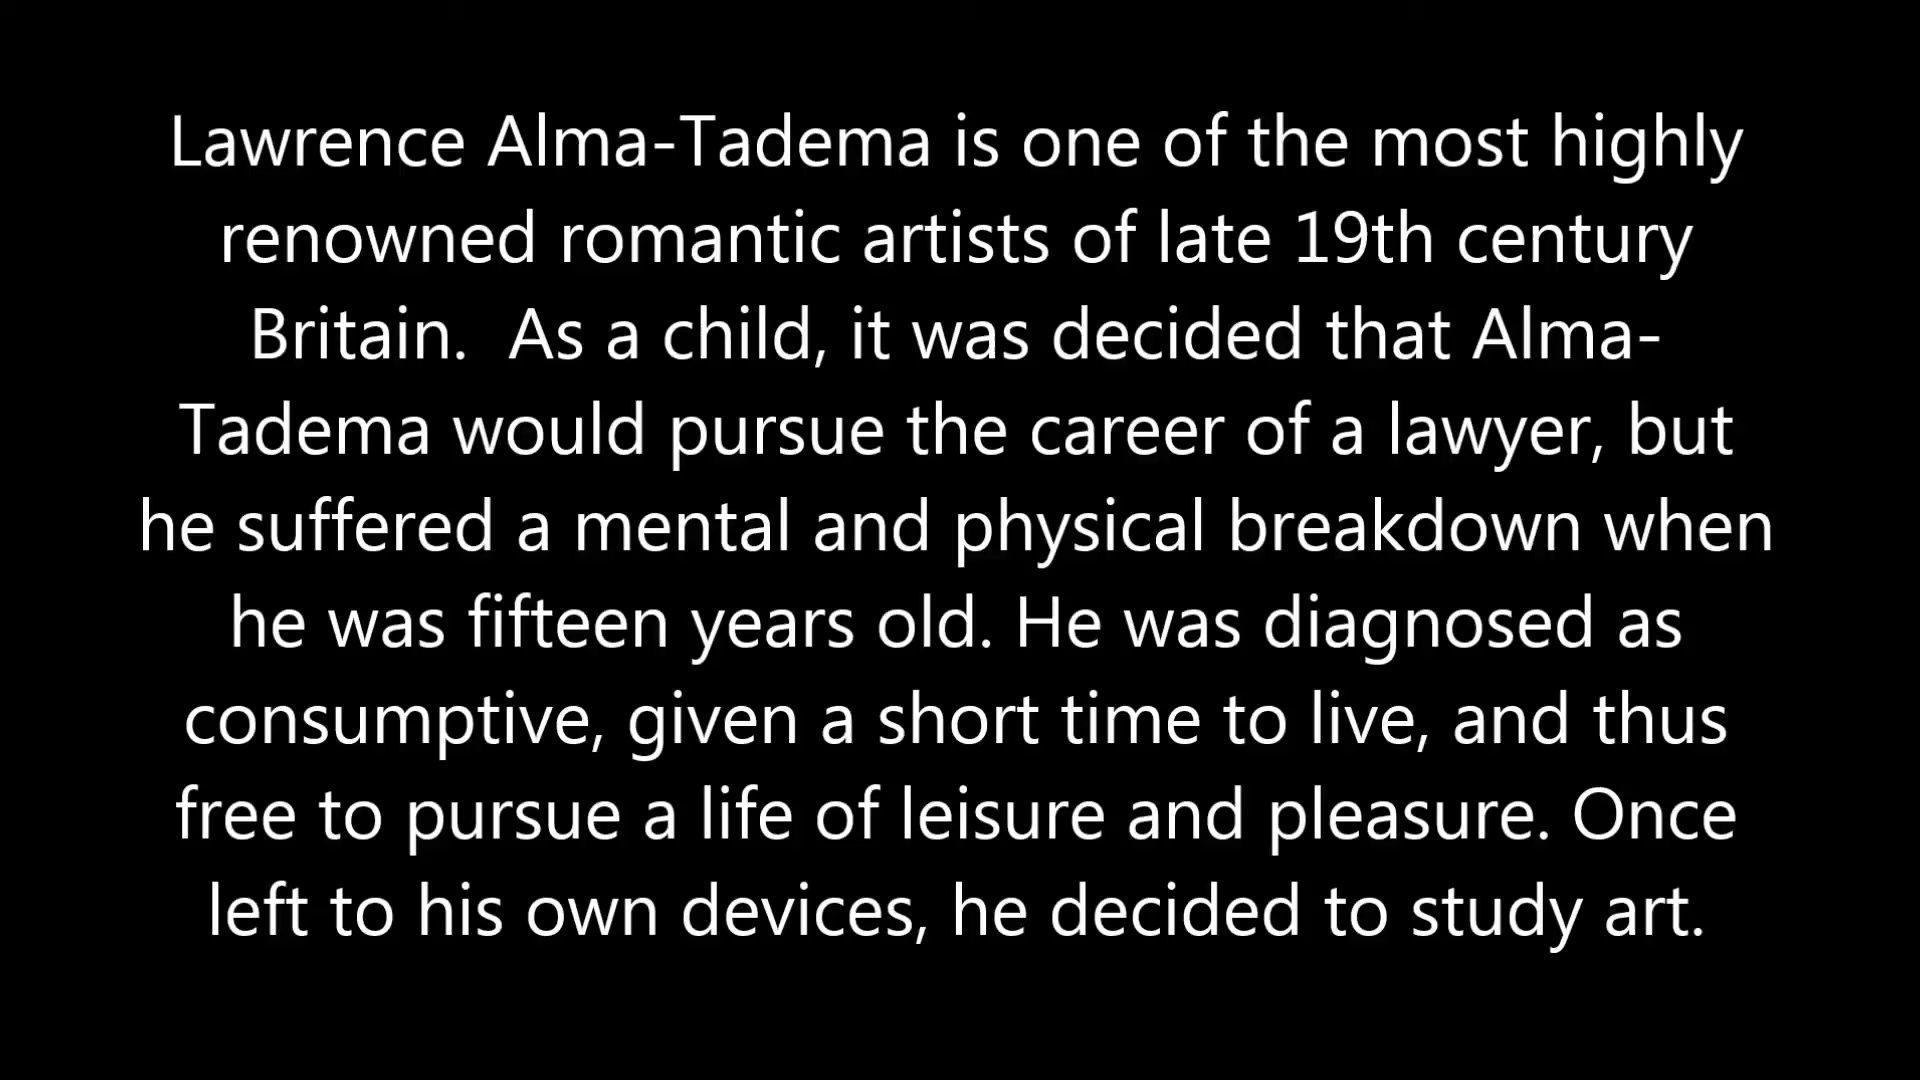 Lawrence Alma-Tadema is one of the most highly
renowned romantic artists of late 19th century
Britain.  As a child, it was decided that Alma-
Tadema would pursue the career of a lawyer, but
he suffered a mental and physical breakdown when
he was fifteen years old. He was diagnosed as
consumptive, given a short time to live, and thus
free to pursue a life of leisure and pleasure. Once
left to his own devices, he decided to study art.